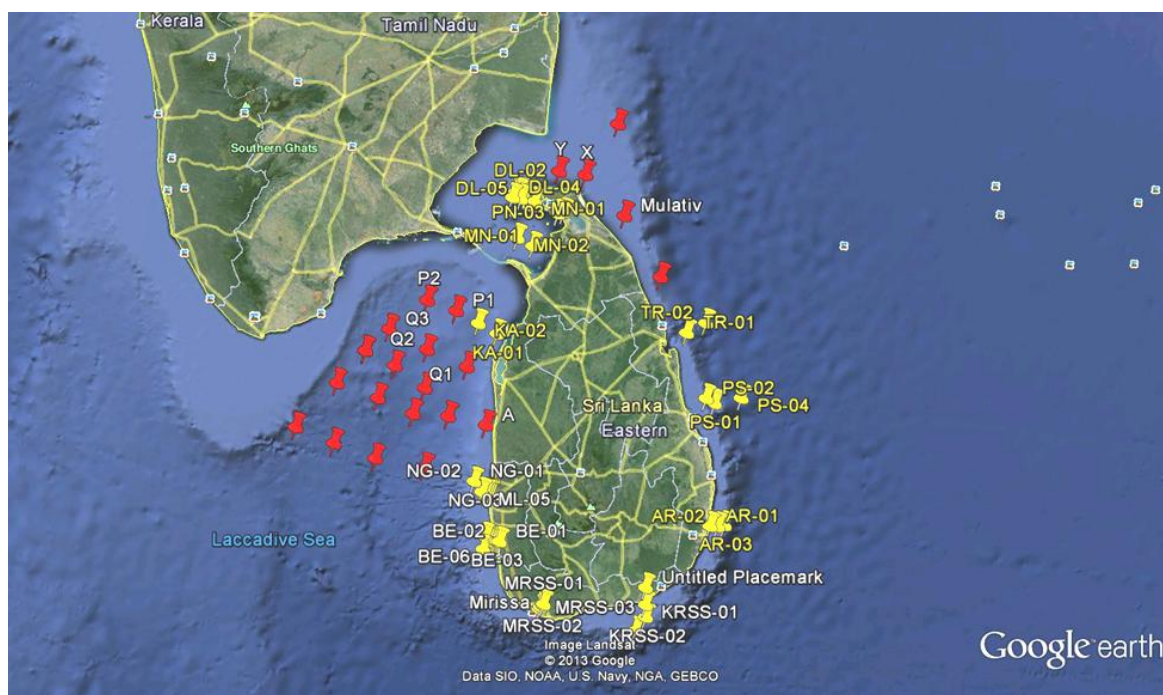 Kerala
Tamil Nadu
Southern Ghats
Y
X
DL-02
DL-05
DL-04
PN-03
MN-01
Mulativ
MN-01
MN-02
P2
P1
Q3
TR-02
TR-01
KA-02
Q2
KA-01
Q1
PS-02
PS-04
Sri Lanka
A
PS-01
Eastern
NG-02
NG-01
NG-03
ML-05
AR-02
AR-01
BE-02
BE-01
Laccadive Sea
AR-03
BE-06
BE-03
MRSS-01
Untitled Placemark
Mirissa
MRSS-03
KRSS-01
MRSS-02
KRSS-02
Image Landsat
© 2013 Google
Data SIO, NOAA, U.S. Navy, NGA, GEBCO
Google earth